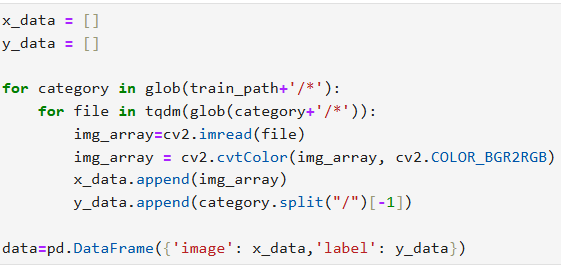 x_data = []
y_data = []
for category in glob(train_path+'/*'):
    for file in tqdm(glob(category+'/*')):
        img_array=cv2.imread(file)
        img_array = cv2.cvtColor(img_array, cv2.COLOR_BGR2RGB)
        x_data.append(img_array)
        y_data.append(category.split("/")[-1])
data=pd.DataFrame({'image': x_data,'label': y_data})